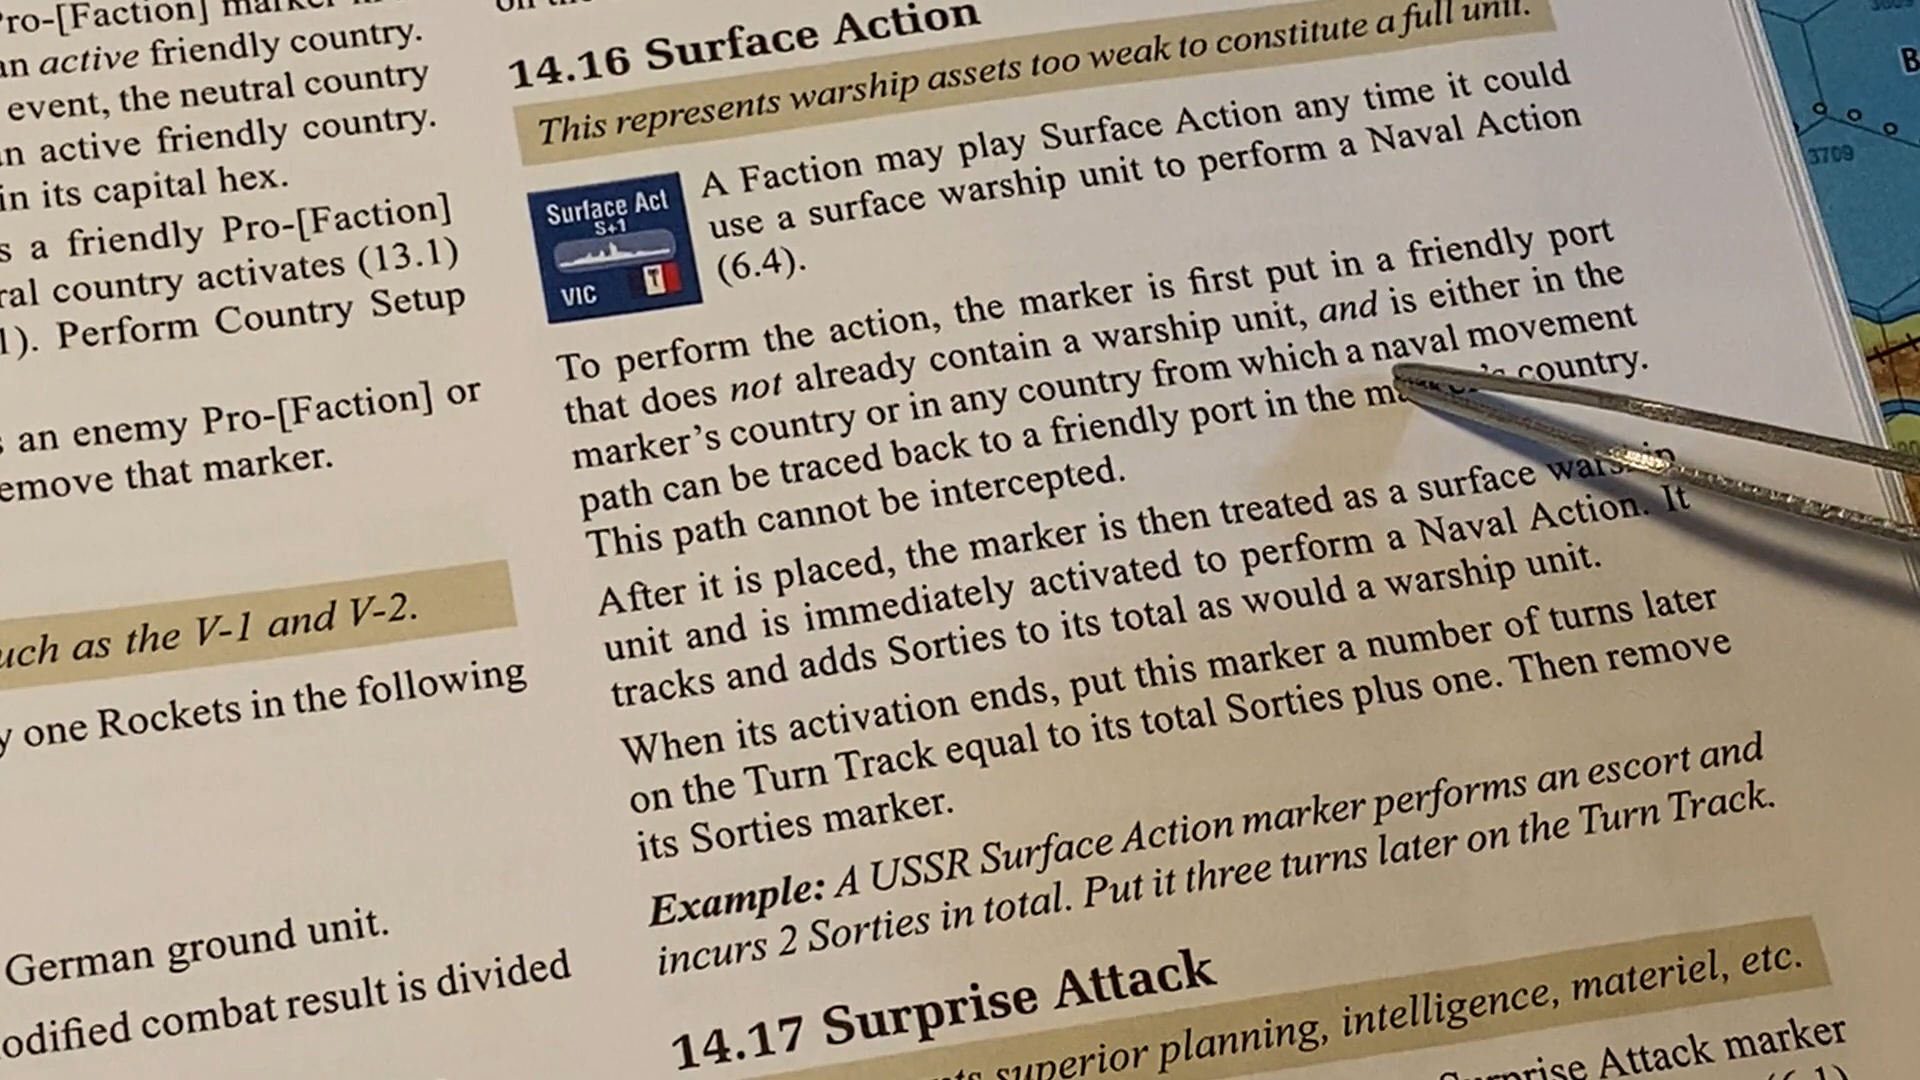 Pro-[Faction]
an active friendly country.
event, the neutral country
an active friendly country.
in its capital hex.
s a friendly Pro-[Faction]
ral country activates (13.1)
1). Perform Country Setup
an enemy Pro-[Faction] or
emove that marker.
uch as the V-1 and V-2.
y one Rockets in the following
German ground unit.
odified combat result is divided
14.16 Surface Action
This represents warship assets too weak to constitute a full unit.
Surface Act
S+1
T
VIC
A Faction may play Surface Action any time it could
use a surface warship unit to perform a Naval Action
(6.4).
To perform the action, the marker is first put in a friendly port
that does not already contain a warship unit, and is either in the
marker's country or in any country from which a naval movement
path can be traced back to a friendly port in the country.
This path cannot be intercepted.
After it is placed, the marker is then treated as a surface warship
unit and is immediately activated to perform a Naval Action. It
tracks and adds Sorties to its total as would a warship unit.
When its activation ends, put this marker a number of turns later
on the Turn Track equal to its total Sorties plus one. Then remove
its Sorties marker.
Example: A USSR Surface Action marker performs an escort and
incurs 2 Sorties in total. Put it three turns later on the Turn Track.
14.17 Surprise Attack
superior planning, intelligence, materiel, etc.
Surprise Attack marker
B
3709